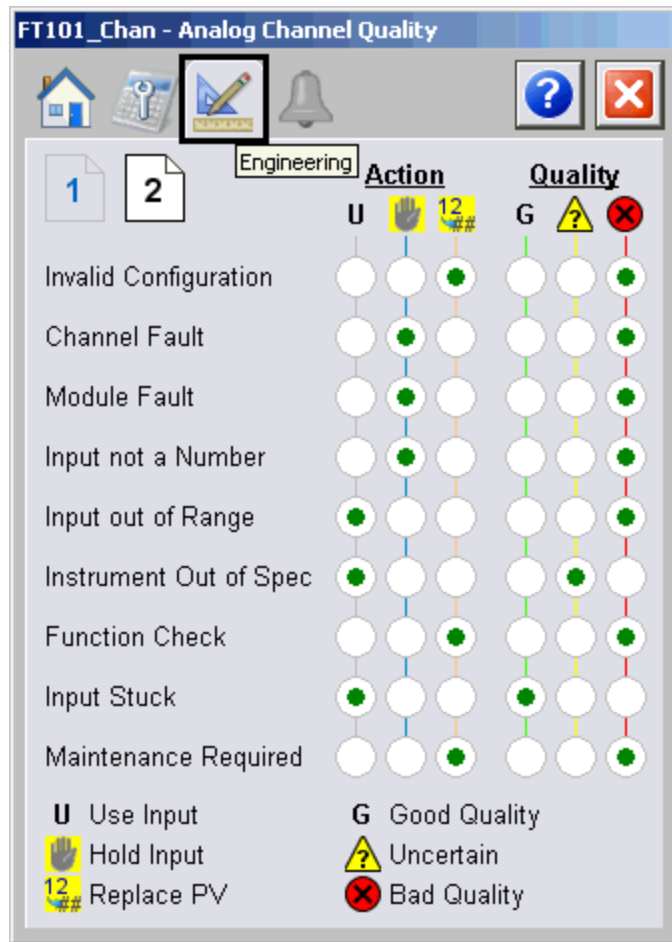 FT101_Chan - Analog Channel Quality
?
Engineering
1
2
Action
Quality
U
12
##
G
?
Invalid Configuration
Channel Fault
Module Fault
Input not a Number
Input out of Range
Instrument Out of Spec
Function Check
Input Stuck
Maintenance Required
U Use Input
G Good Quality
Hold Input
? Uncertain
12
## Replace PV
Bad Quality